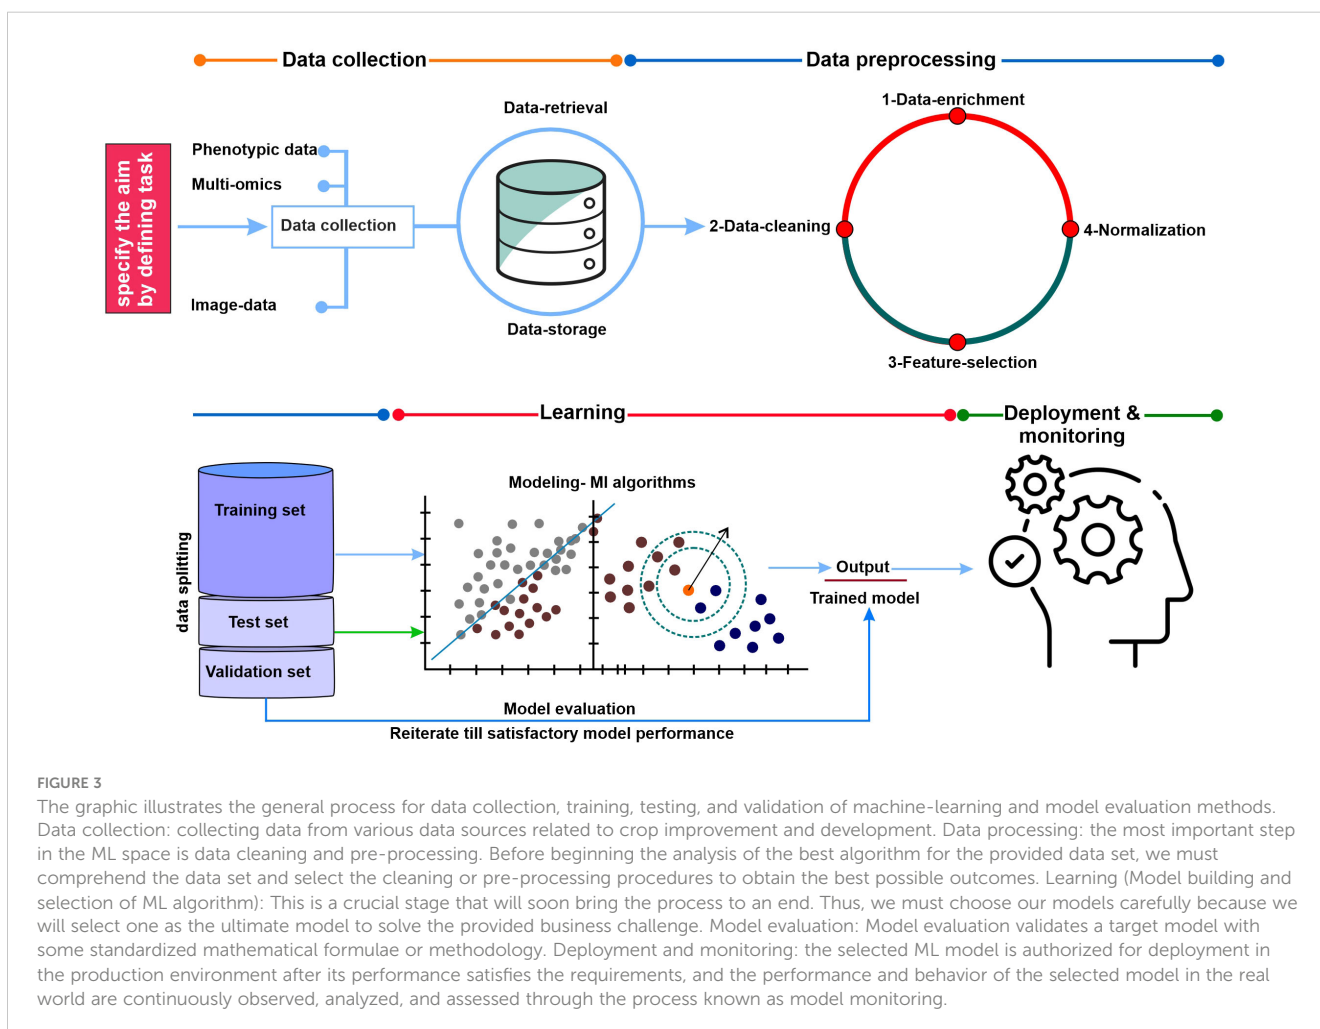 Data collection
Data preprocessing
specify the aim
by defining task
Phenotypic data
Multi-omics
Data collection
Image-data
Data-retrieval
Data-storage
1-Data-enrichment
2-Data-cleaning
4-Normalization
3-Feature-selection
Learning
Deployment &
monitoring
data splitting
Training set
Test set
Validation set
Modeling- MI algorithms
Output
Trained model
Model evaluation
Reiterate till satisfactory model performance
FIGURE 3
The graphic illustrates the general process for data collection, training, testing, and validation of machine-learning and model evaluation methods.
Data collection: collecting data from various data sources related to crop improvement and development. Data processing: the most important step
in the ML space is data cleaning and pre-processing. Before beginning the analysis of the best algorithm for the provided data set, we must
comprehend the data set and select the cleaning or pre-processing procedures to obtain the best possible outcomes. Learning (Model building and
selection of ML algorithm): This is a crucial stage that will soon bring the process to an end. Thus, we must choose our models carefully because we
will select one as the ultimate model to solve the provided business challenge. Model evaluation: Model evaluation validates a target model with
some standardized mathematical formulae or methodology. Deployment and monitoring: the selected ML model is authorized for deployment in
the production environment after its performance satisfies the requirements, and the performance and behavior of the selected model in the real
world are continuously observed, analyzed, and assessed through the process known as model monitoring.